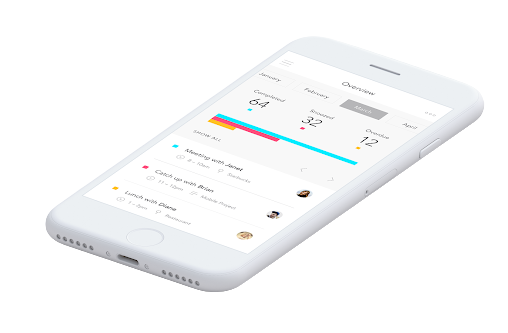 Overview
January February March April
Completed Snoozed Overdue
64 32 12
SHOW ALL
Meeting with Janet
8 - 10am Starbucks
Catch up with Brian
11 - 12pm Mobile Project
Lunch with Diane
1 - 2pm Restaurant